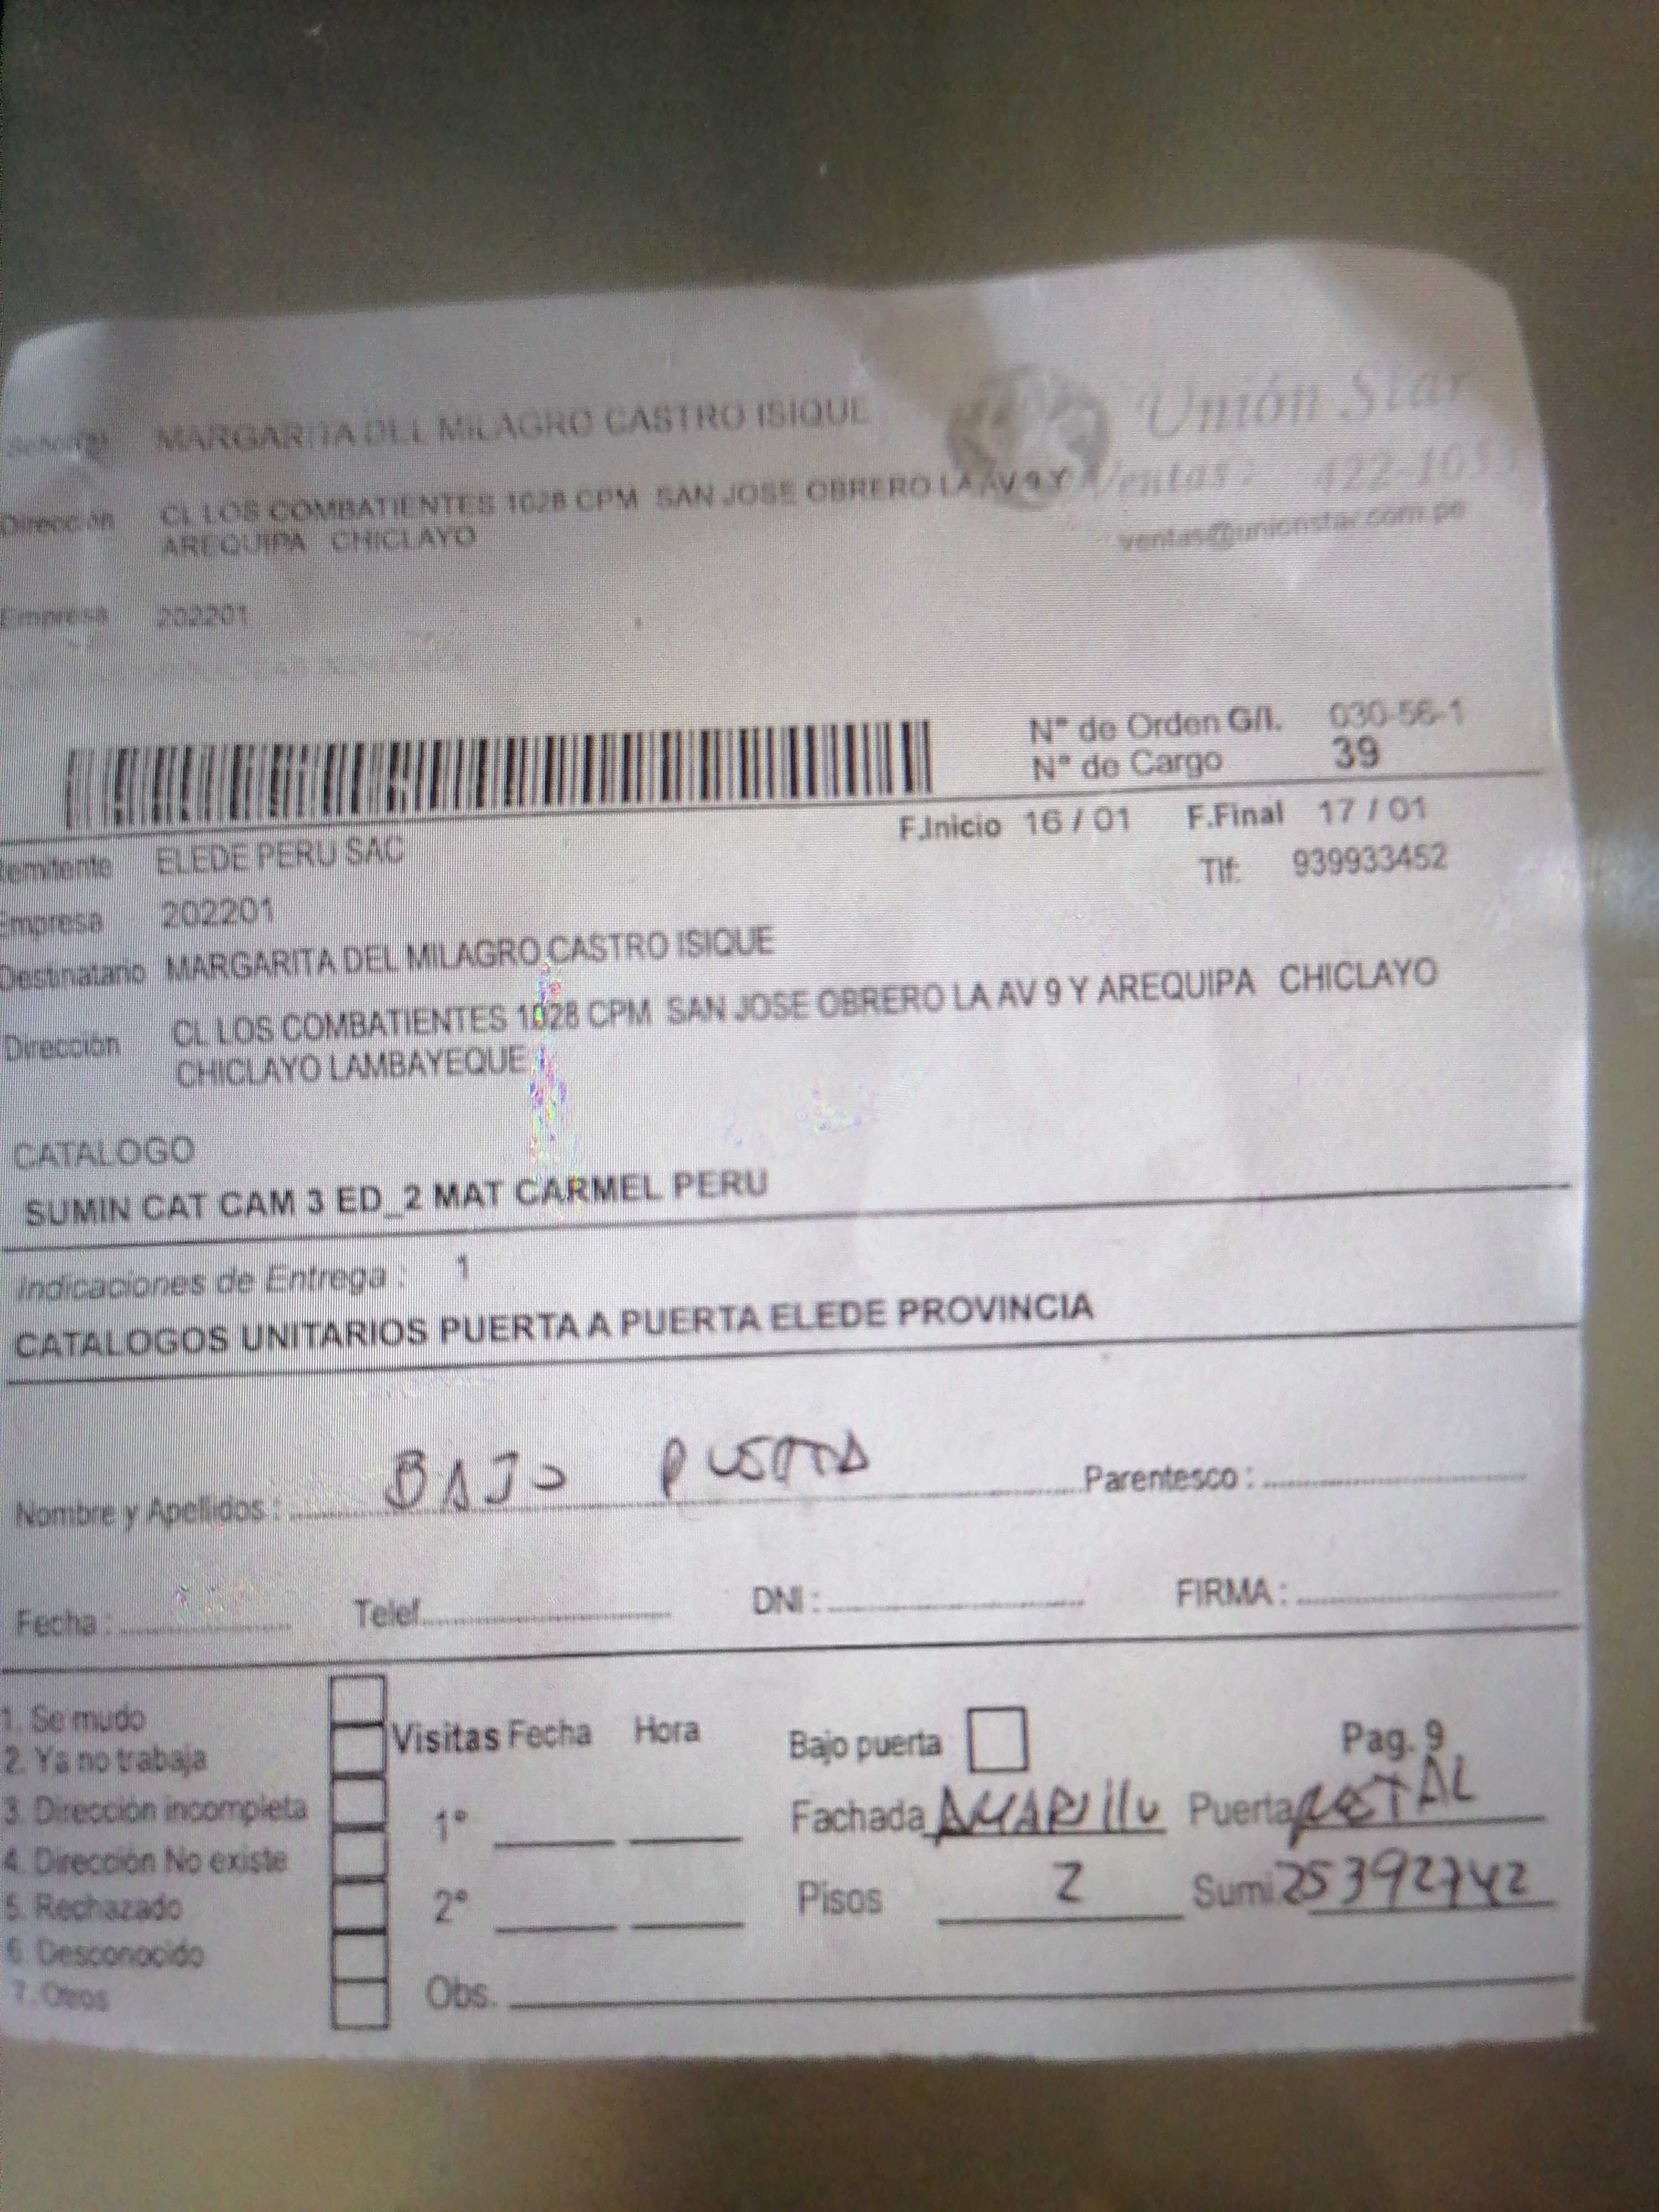 Señor(a) MARGARITA DEL MILAGRO CASTRO ISIQUE
Unión Star
Dirección CL LOS COMBATIENTES 1028 CPM SAN JOSE OBRERO LA AV 9 Y
AREQUIPA CHICLAYO
Ventas : 422-105
ventas@unionstar.com.pe
Empresa 202201
N° de Orden G/I. 030-56-1
N° de Cargo 39
F.Inicio 16 / 01 F.Final 17 / 01
Remitente ELEDE PERU SAC
Tlf: 939933452
Empresa 202201
Destinatario MARGARITA DEL MILAGRO CASTRO ISIQUE
Dirección CL LOS COMBATIENTES 1028 CPM SAN JOSE OBRERO LA AV 9 Y AREQUIPA CHICLAYO
CHICLAYO LAMBAYEQUE
CATALOGO
SUMIN CAT CAM 3 ED_2 MAT CARMEL PERU
Indicaciones de Entrega : 1
CATALOGOS UNITARIOS PUERTA A PUERTA ELEDE PROVINCIA
Nombre y Apellidos : BAJO PUERTA Parentesco :
Fecha : Telef. DNI : FIRMA :
1. Se mudo
2. Ya no trabaja
3. Dirección incompleta
4. Dirección No existe
5. Rechazado
6. Desconocido
7. Otros
Visitas Fecha Hora
1°
2°
Obs.
Bajo puerta Pag. 9
Fachada AMARILLO Puerta METAL
Pisos 2 Sumi. 25392742